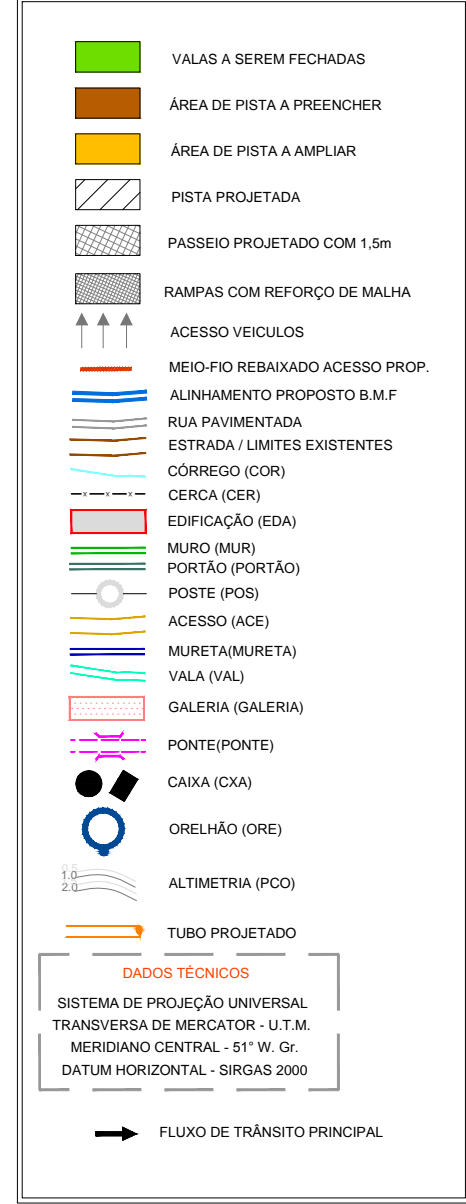 VALAS A SEREM FECHADAS
ÁREA DE PISTA A PREENCHER
ÁREA DE PISTA A AMPLIAR
PISTA PROJETADA
PASSEIO PROJETADO COM 1,5m
RAMPAS COM REFORÇO DE MALHA
ACESSO VEICULOS
MEIO-FIO REBAIXADO ACESSO PROP.
ALINHAMENTO PROPOSTO B.M.F
RUA PAVIMENTADA
ESTRADA / LIMITES EXISTENTES
CÓRREGO (COR)
CERCA (CER)
EDIFICAÇÃO (EDA)
MURO (MUR)
PORTÃO (PORTÃO)
POSTE (POS)
ACESSO (ACE)
MURETA(MURETA)
VALA (VAL)
GALERIA (GALERIA)
PONTE(PONTE)
CAIXA (CXA)
ORELHÃO (ORE)
0.5
1.0
2.0
ALTIMETRIA (PCO)
TUBO PROJETADO
DADOS TÉCNICOS
SISTEMA DE PROJEÇÃO UNIVERSAL
TRANSVERSA DE MERCATOR - U.T.M.
MERIDIANO CENTRAL - 51° W. Gr.
DATUM HORIZONTAL - SIRGAS 2000
FLUXO DE TRÂNSITO PRINCIPAL